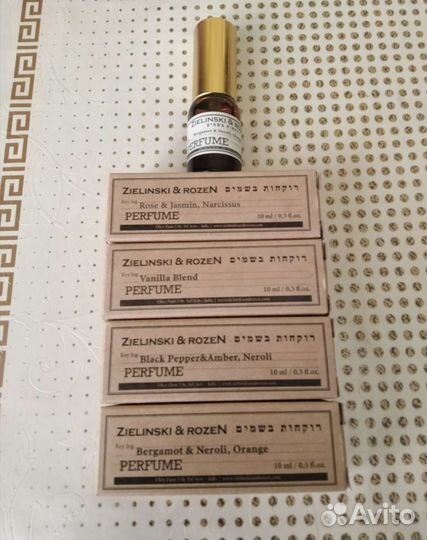 ZIELINSKI & ROZEN
Bergamot & Neroli,
PERFUME
ZIELINSKI & ROZEN רוקחות בשמים
Key ing. Rose & Jasmin, Narcissus
PERFUME 10 ml / 0,3 fl.oz.
ZIELINSKI & ROZEN רוקחות בשמים
Key ing. Vanilla Blend
PERFUME 10 ml / 0,3 fl.oz.
ZIELINSKI & ROZEN רוקחות בשמים
Key ing. Black Pepper&Amber, Neroli
PERFUME 10 ml / 0,3 fl.oz.
ZIELINSKI & ROZEN רוקחות בשמים
Key ing. Bergamot & Neroli, Orange
PERFUME 10 ml / 0,3 fl.oz.
Avito